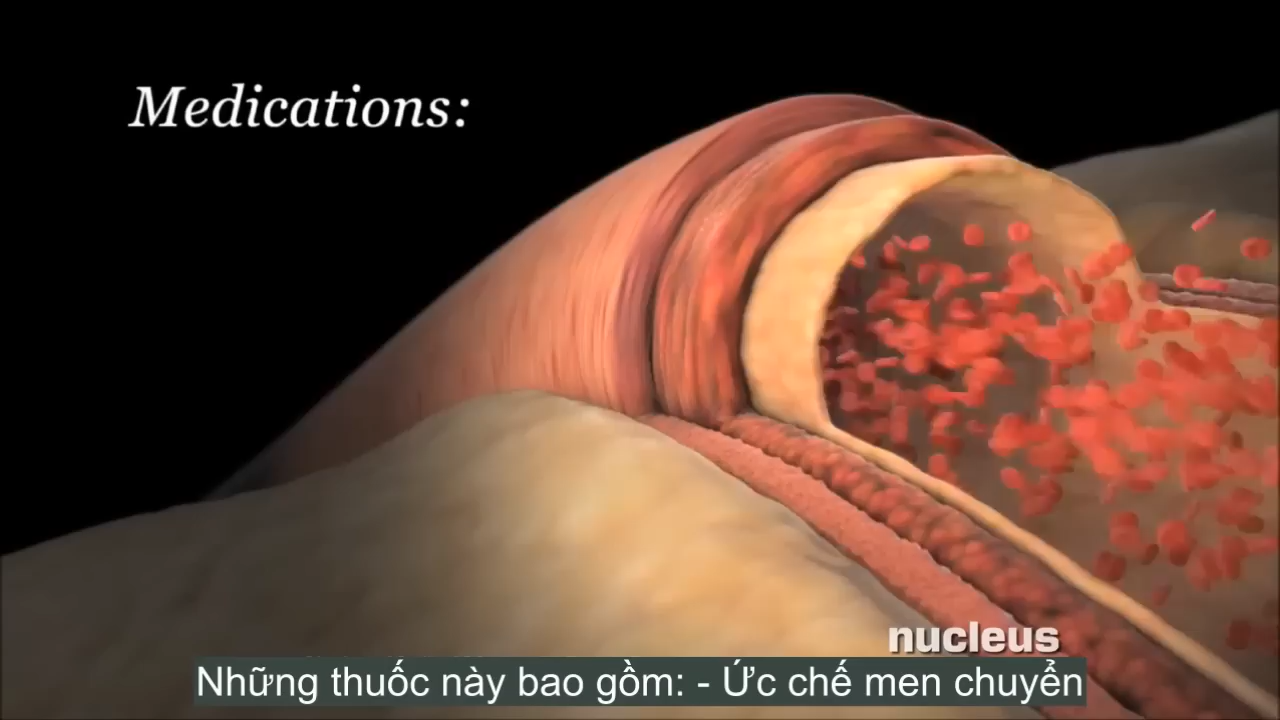 Medications:
nucleus
Những thuốc này bao gồm: - Ức chế men chuyển